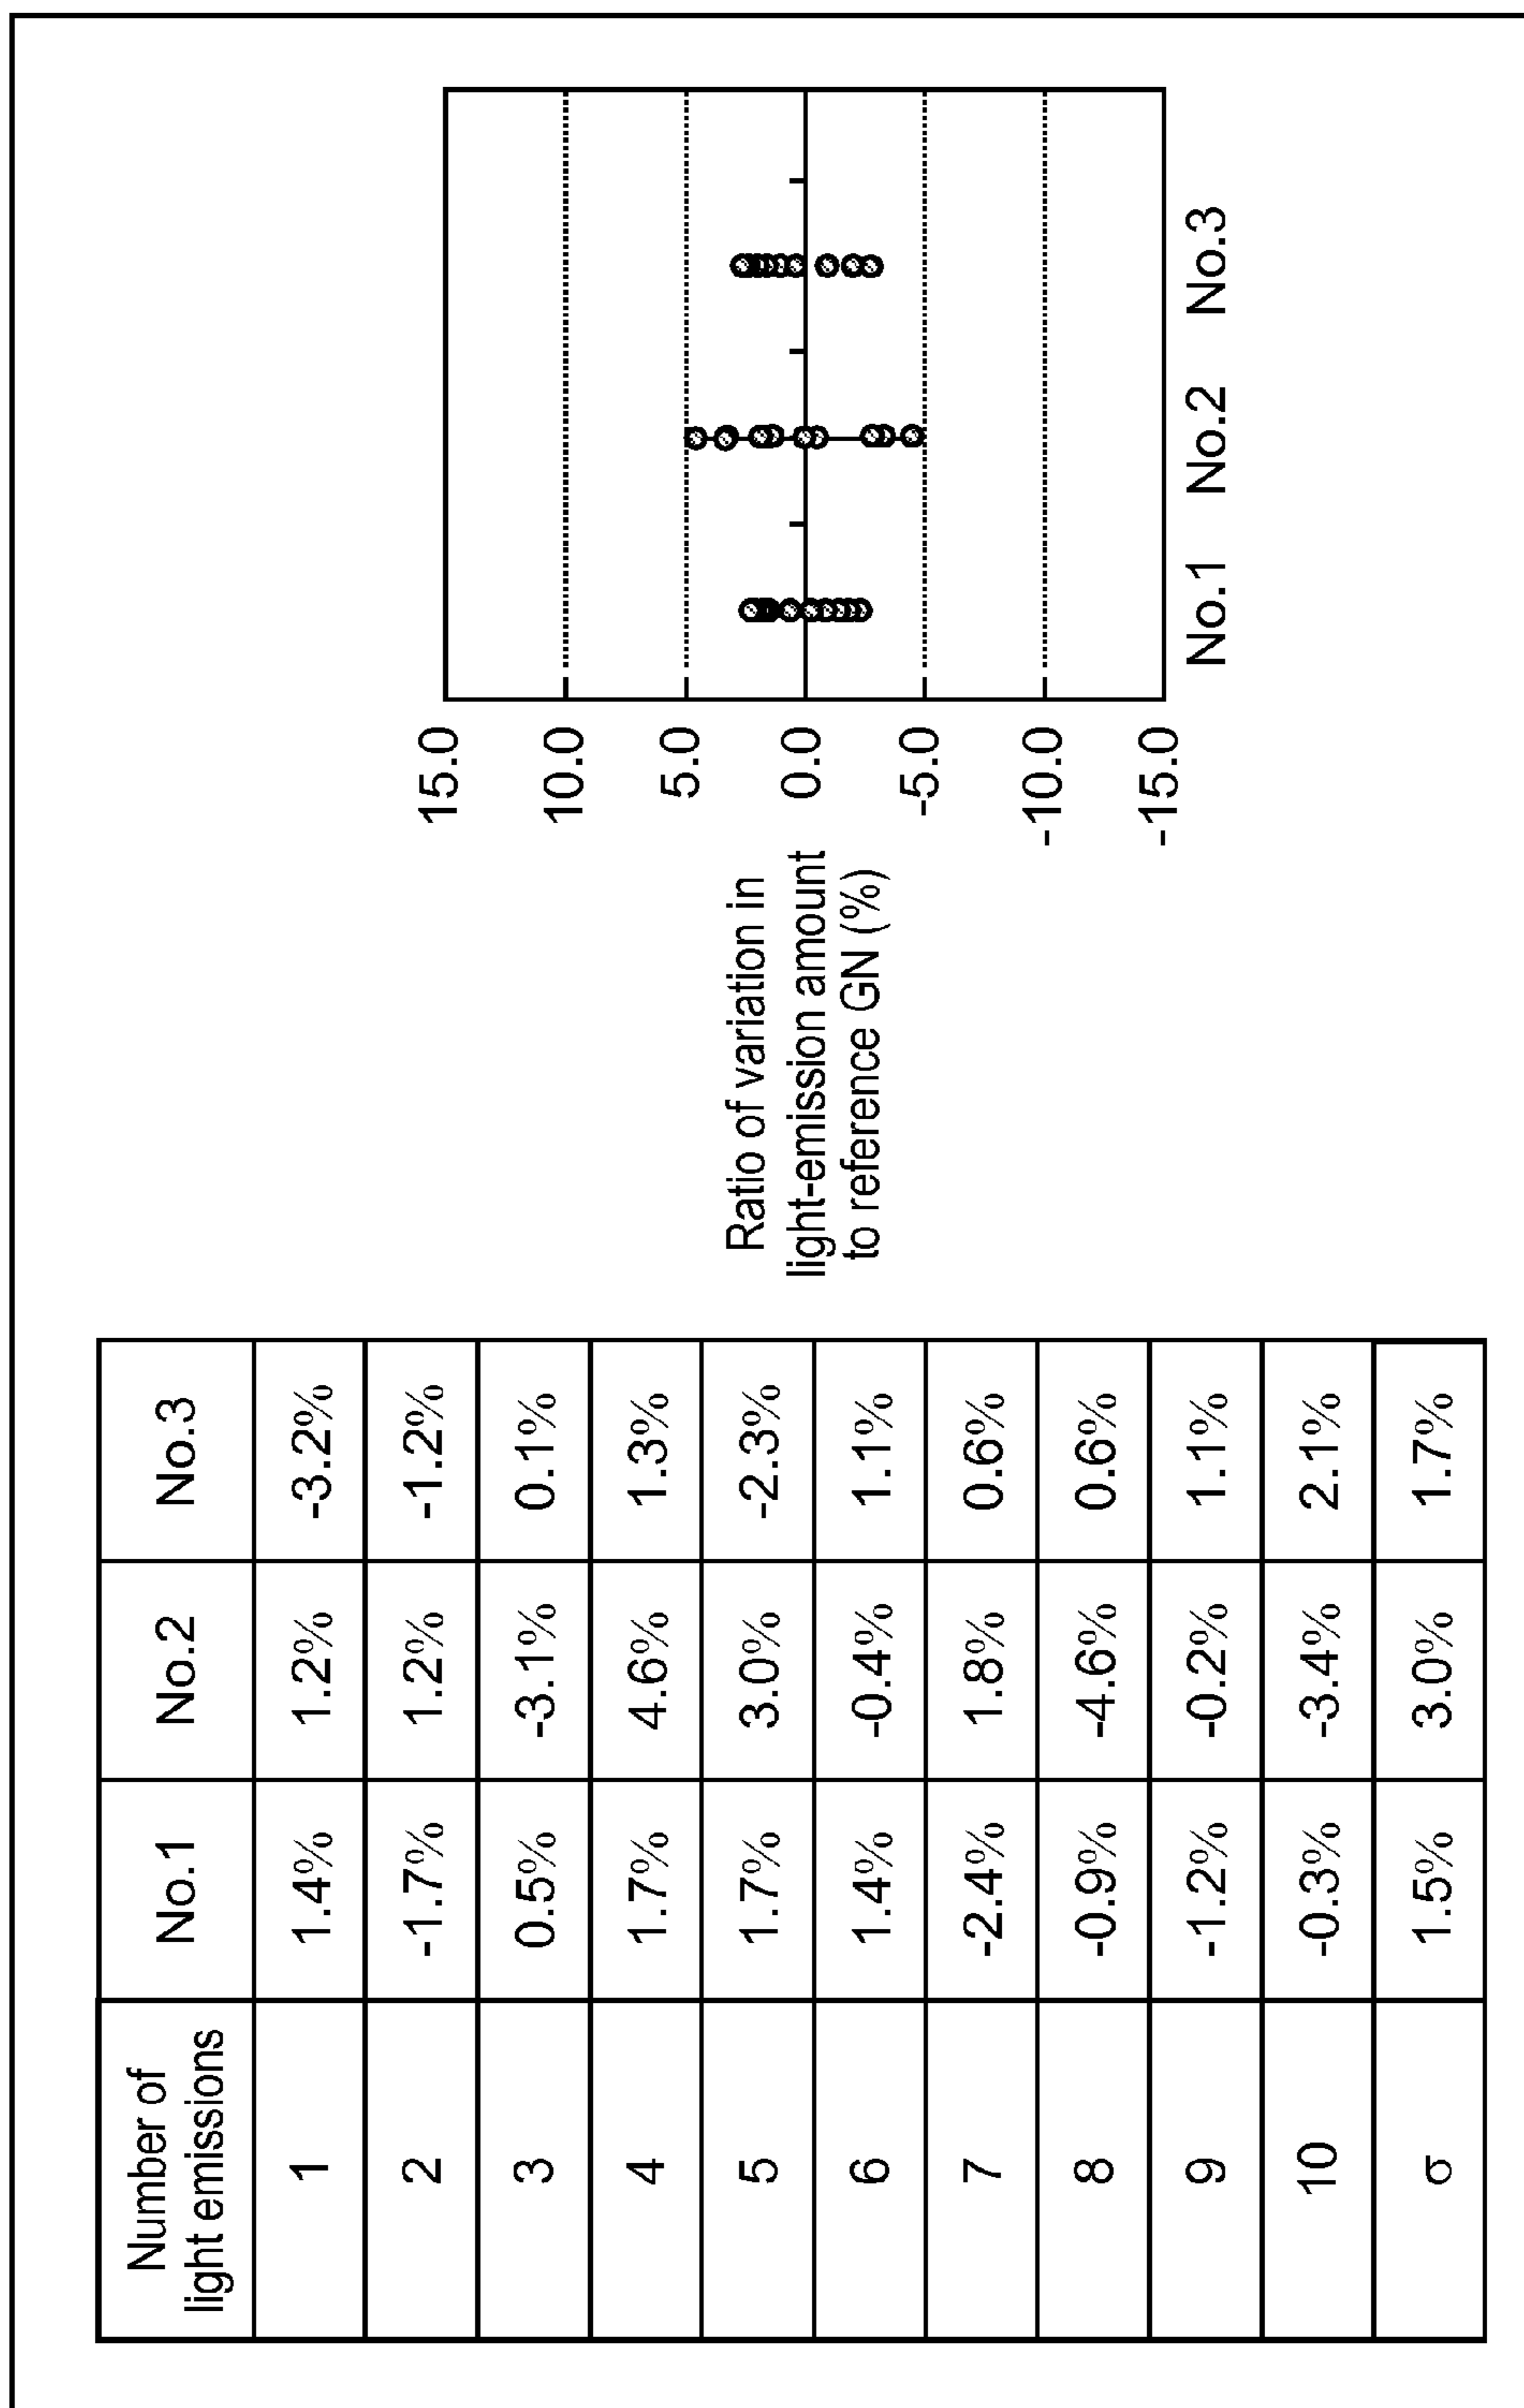 Number of
light emissions No.1 No.2 No.3
1 1.4% 1.2% -3.2%
2 -1.7% 1.2% -1.2%
3 0.5% -3.1% 0.1%
4 1.7% 4.6% 1.3%
5 1.7% 3.0% -2.3%
6 1.4% -0.4% 1.1%
7 -2.4% 1.8% 0.6%
8 -0.9% -4.6% 0.6%
9 -1.2% -0.2% 1.1%
10 -0.3% -3.4% 2.1%
σ 1.5% 3.0% 1.7%
Ratio of variation in
light-emission amount
to reference GN (%)
15.0
10.0
5.0
0.0
-5.0
-10.0
-15.0
No.1 No.2 No.3